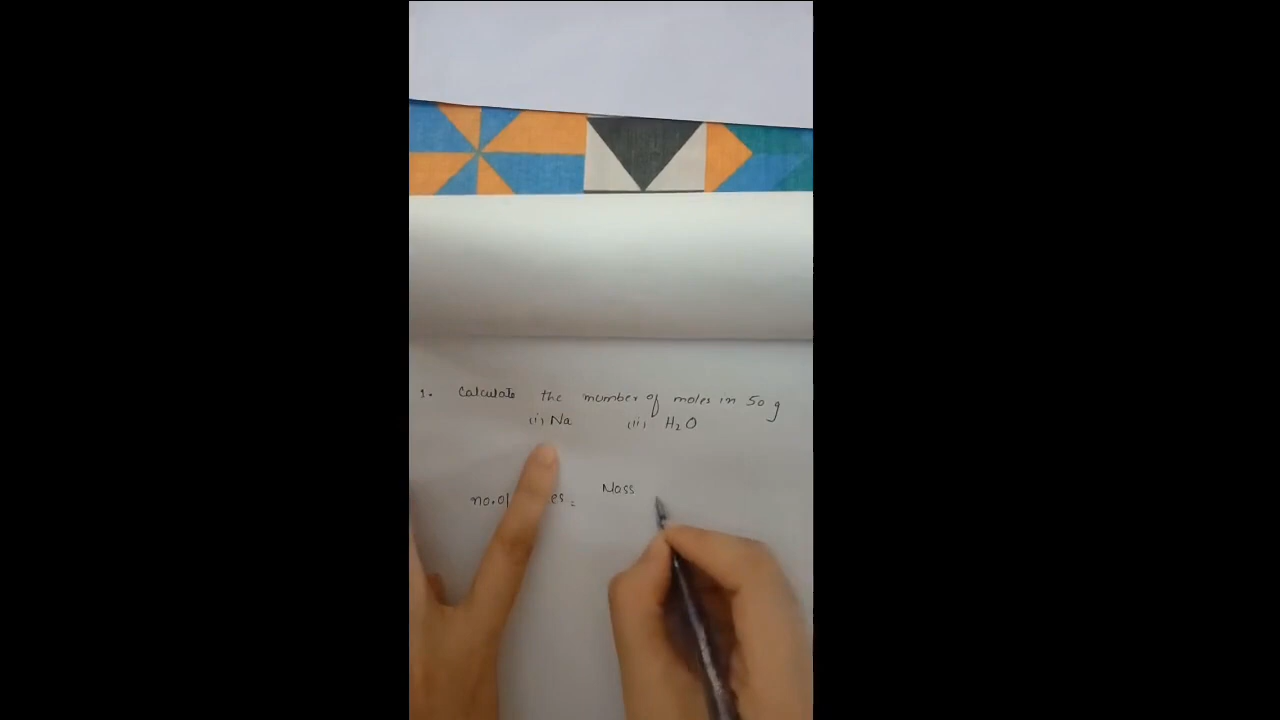 1. Calculate the number of moles in 50 g
(i) Na (ii) H₂O
no.of es =
Mass